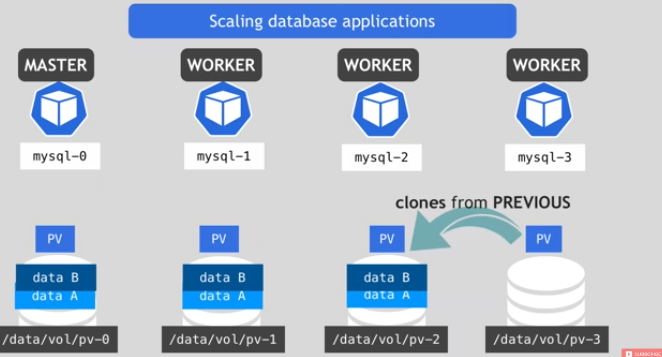 Scaling database applications
MASTER WORKER WORKER WORKER
mysql-0 mysql-1 mysql-2 mysql-3
clones from PREVIOUS
PV PV PV PV
data B data B data B
data A data A data A
/data/vol/pv-0 /data/vol/pv-1 /data/vol/pv-2 /data/vol/pv-3
SUBSCRIBE